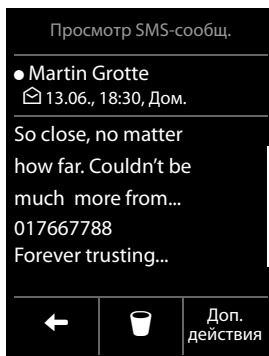 Просмотр SMS-сообщ.
Martin Grotte
13.06., 18:30, Дом.
So close, no matter
how far. Couldn't be
much more from...
017667788
Forever trusting...
Доп.
действия